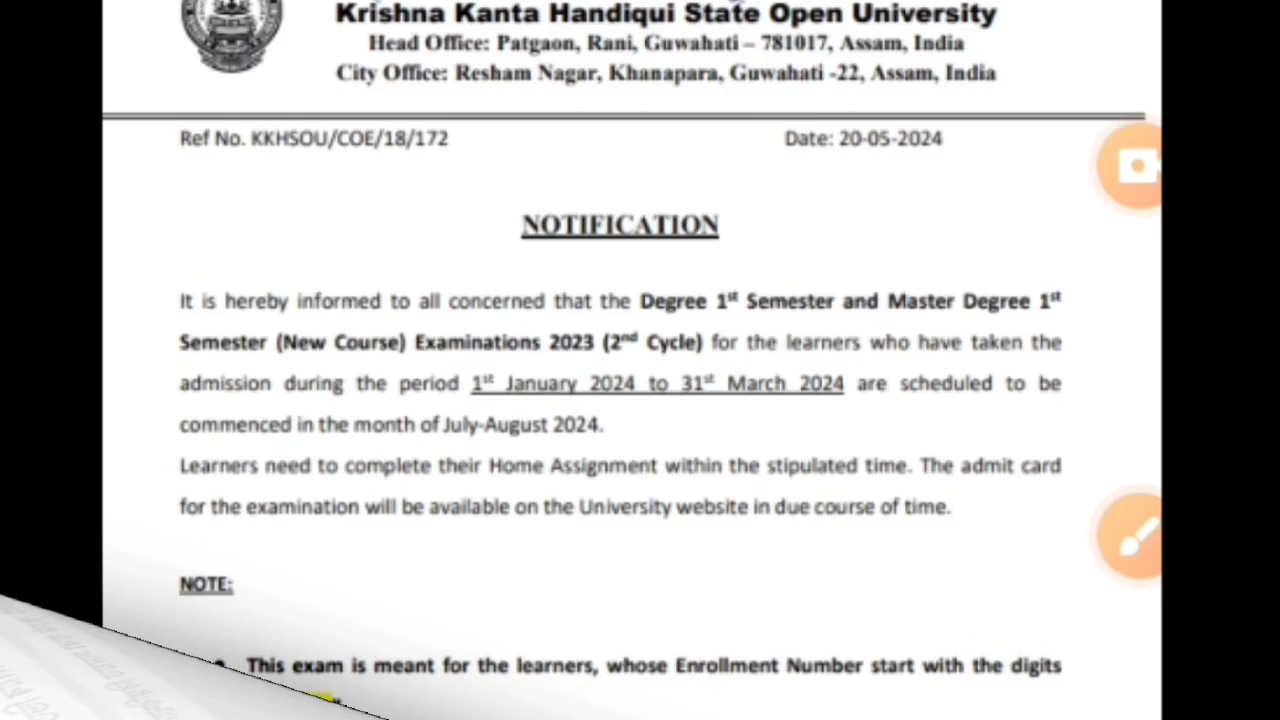 Krishna Kanta Handiqui State Open University
Head Office: Patgaon, Rani, Guwahati – 781017, Assam, India
City Office: Resham Nagar, Khanapara, Guwahati -22, Assam, India
Ref No. KKHSOU/COE/18/172 Date: 20-05-2024
NOTIFICATION
It is hereby informed to all concerned that the Degree 1st Semester and Master Degree 1st
Semester (New Course) Examinations 2023 (2nd Cycle) for the learners who have taken the
admission during the period 1st January 2024 to 31st March 2024 are scheduled to be
commenced in the month of July-August 2024.
Learners need to complete their Home Assignment within the stipulated time. The admit card
for the examination will be available on the University website in due course of time.
NOTE:
This exam is meant for the learners, whose Enrollment Number start with the digits